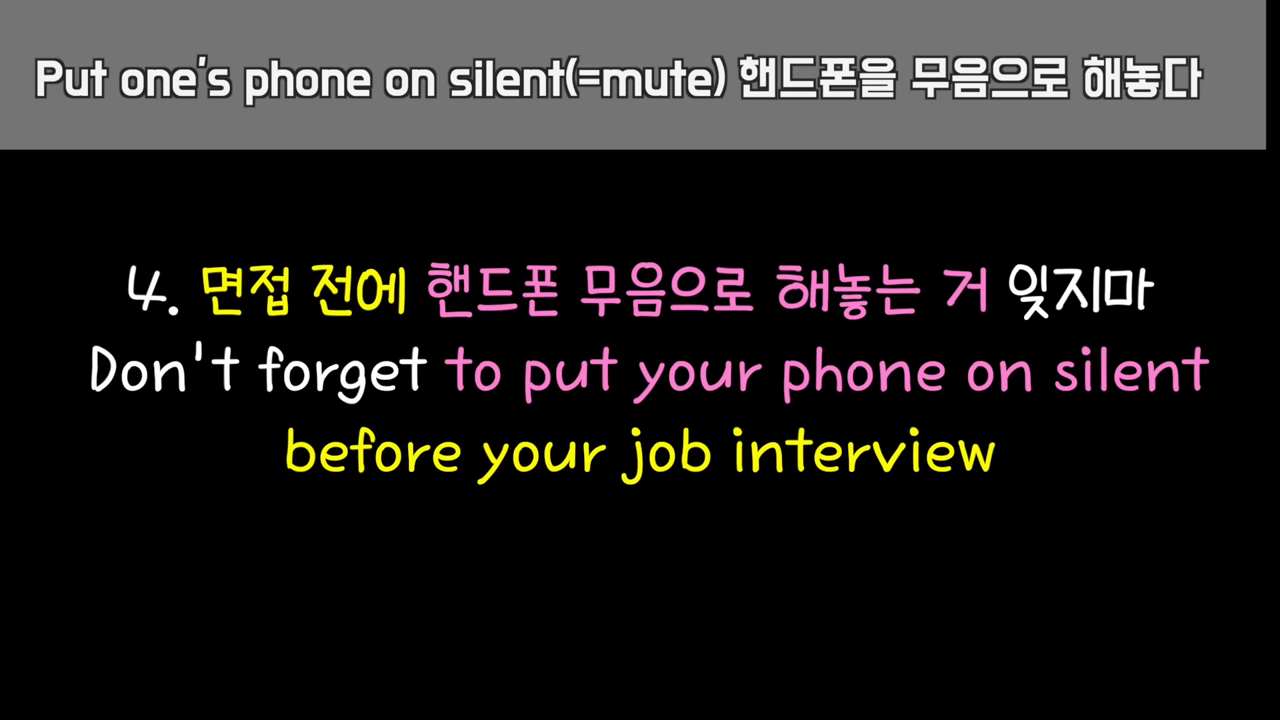 Put one's phone on silent(=mute) 핸드폰을 무음으로 해놓다
4. 면접 전에 핸드폰 무음으로 해놓는 거 잊지마
Don't forget to put your phone on silent
before your job interview